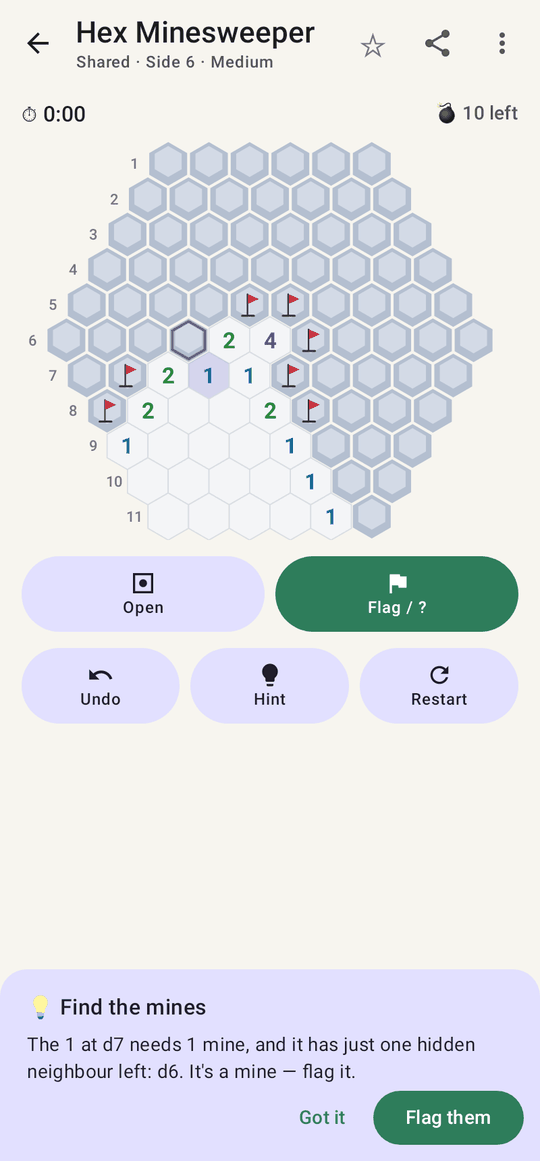 Hex Minesweeper
Shared · Side 6 · Medium
0:00
10 left
1
2
3
4
5
6 2 4
7 2 1 1
8 2 2
9 1 1
10 1
11 1
Open
Flag / ?
Undo
Hint
Restart
Find the mines
The 1 at d7 needs 1 mine, and it has just one hidden
neighbour left: d6. It's a mine — flag it.
Got it
Flag them